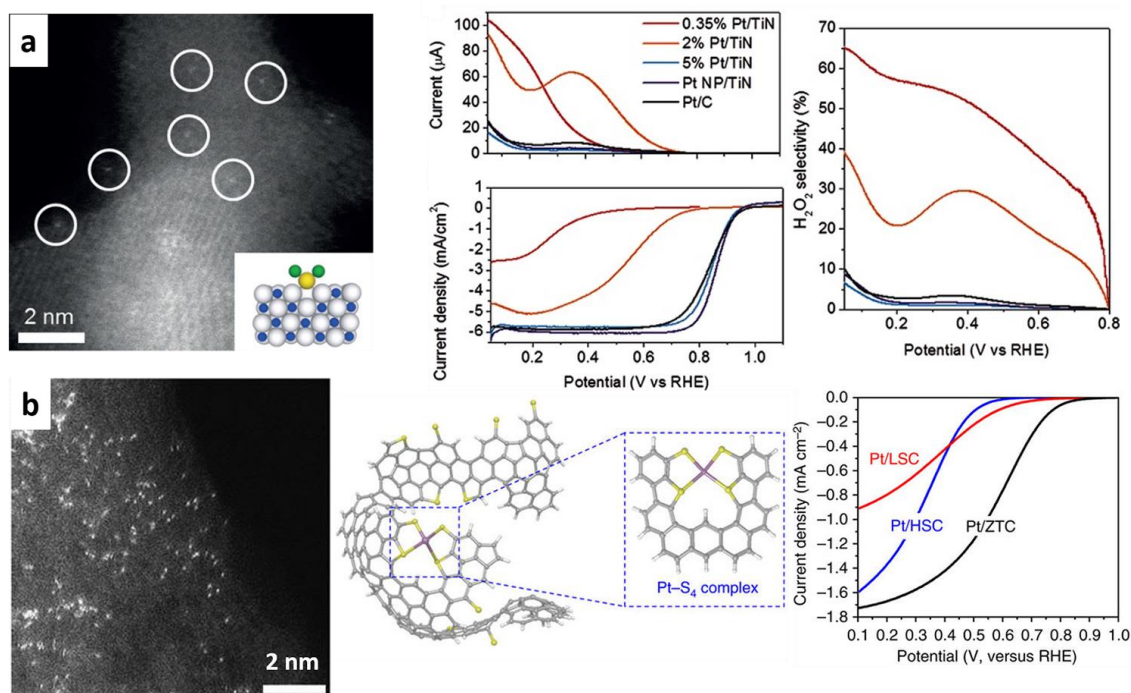 a
2 nm
Current (μA)
100
80
60
40
20
0
0.35% Pt/TiN
2% Pt/TiN
5% Pt/TiN
Pt NP/TiN
Pt/C
Current density (mA/cm²)
1
0
-1
-2
-3
-4
-5
-6
0.2 0.4 0.6 0.8 1.0
Potential (V vs RHE)
H₂O₂ selectivity (%)
70
60
50
40
30
20
10
0
0.2 0.4 0.6 0.8
Potential (V vs RHE)
b
2 nm
Pt–S₄ complex
Current density (mA cm⁻²)
0.0
−0.2
−0.4
−0.6
−0.8
−1.0
−1.2
−1.4
−1.6
−1.8
Pt/LSC
Pt/HSC
Pt/ZTC
0.1 0.2 0.3 0.4 0.5 0.6 0.7 0.8 0.9 1.0
Potential (V, versus RHE)